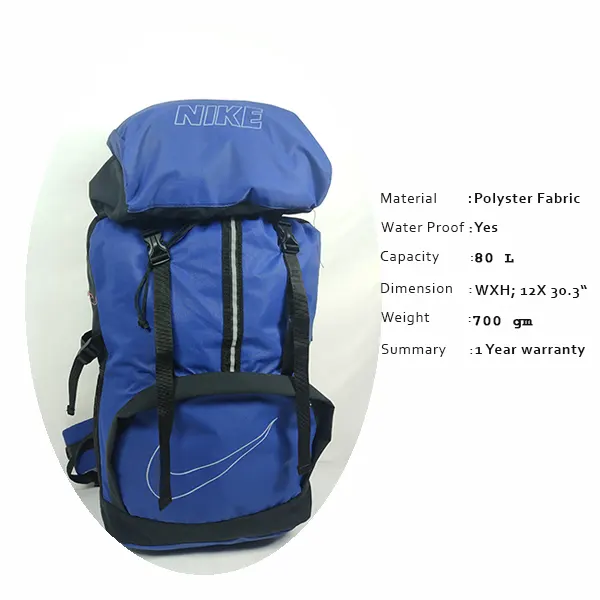 NIKE
Material :Polyster Fabric
Water Proof :Yes
Capacity :80 L
Dimension : WXH; 12X 30.3“
Weight :700 gm
Summary :1 Year warranty